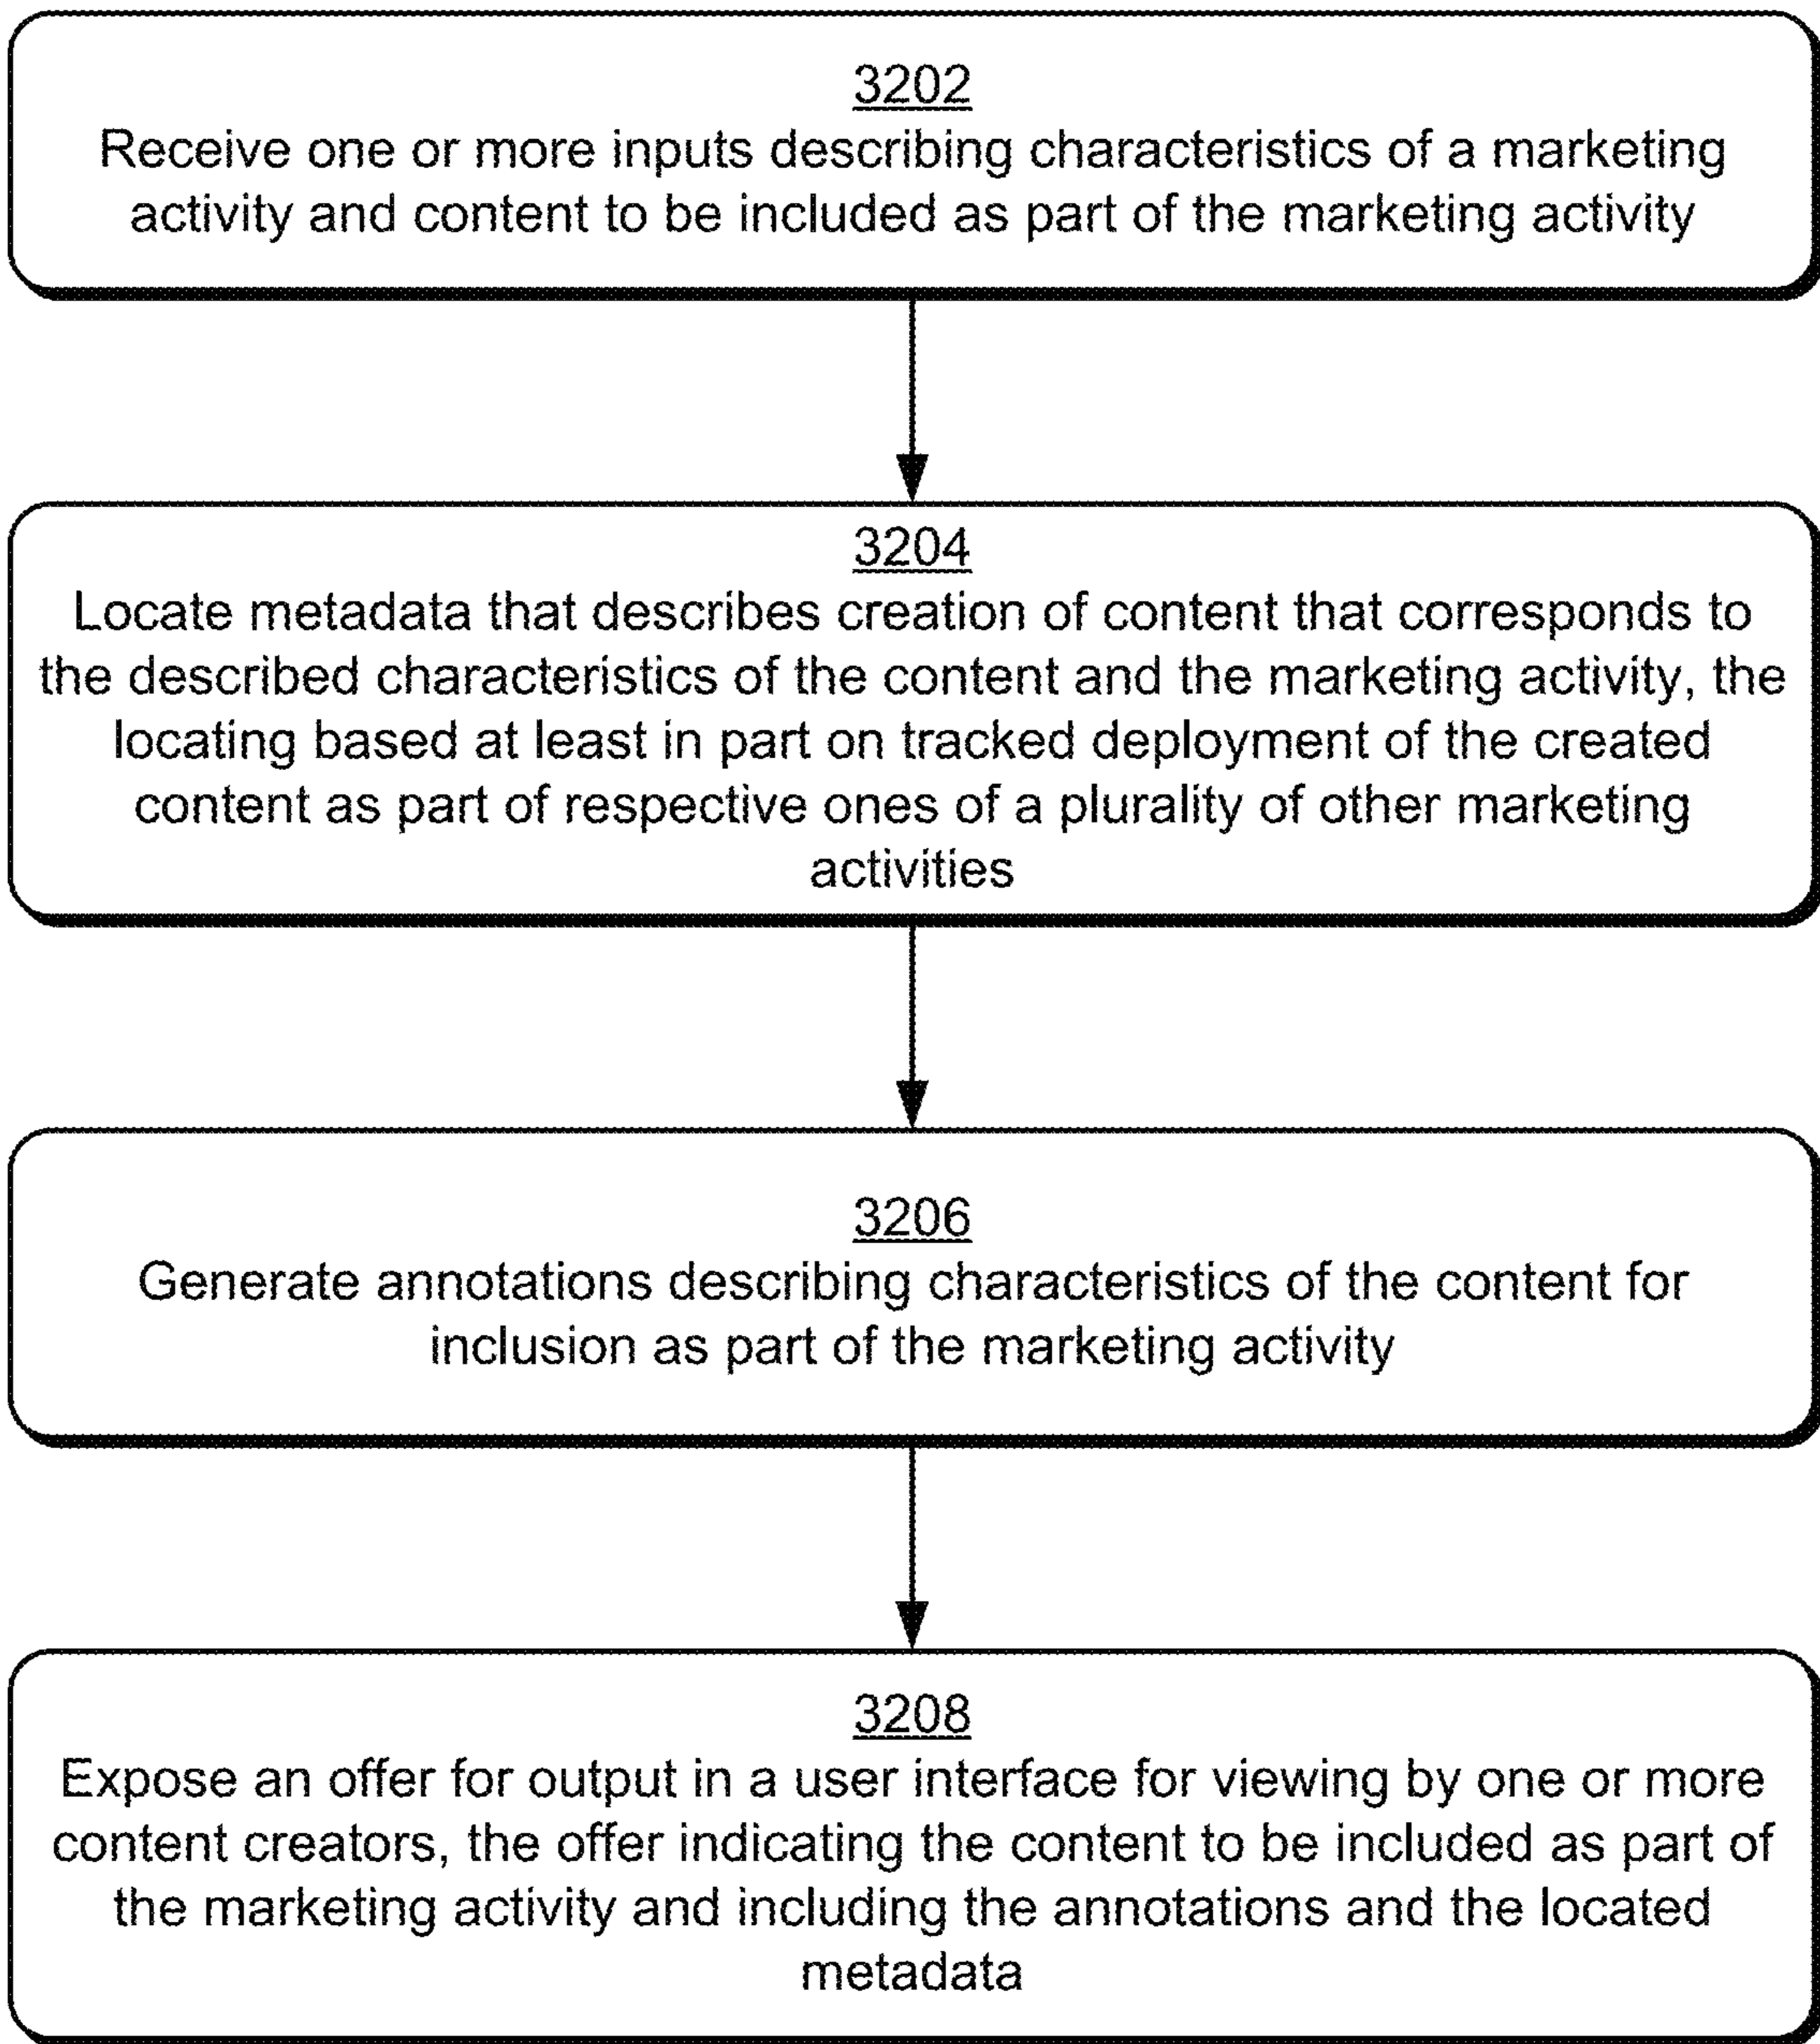 3202
Receive one or more inputs describing characteristics of a marketing
activity and content to be included as part of the marketing activity
3204
Locate metadata that describes creation of content that corresponds to
the described characteristics of the content and the marketing activity, the
locating based at least in part on tracked deployment of the created
content as part of respective ones of a plurality of other marketing
activities
3206
Generate annotations describing characteristics of the content for
inclusion as part of the marketing activity
3208
Expose an offer for output in a user interface for viewing by one or more
content creators, the offer indicating the content to be included as part of
the marketing activity and including the annotations and the located
metadata